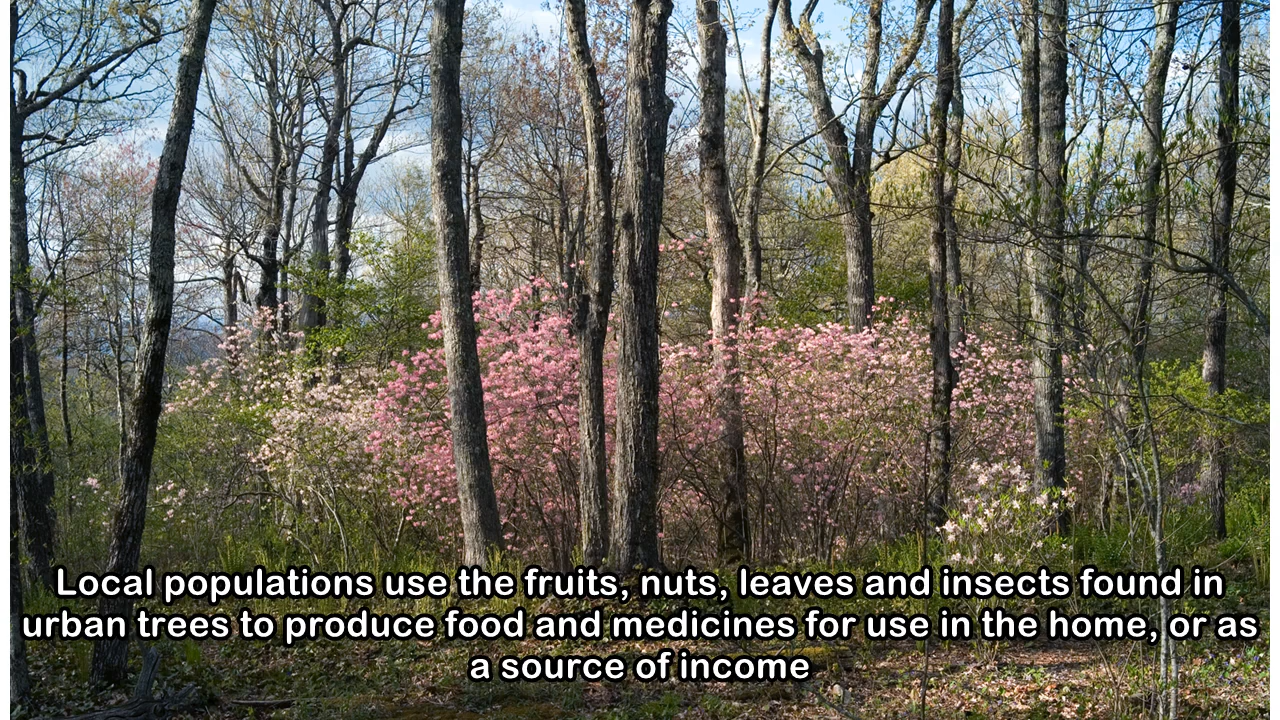 Local populations use the fruits, nuts, leaves and insects found in
urban trees to produce food and medicines for use in the home, or as
a source of income